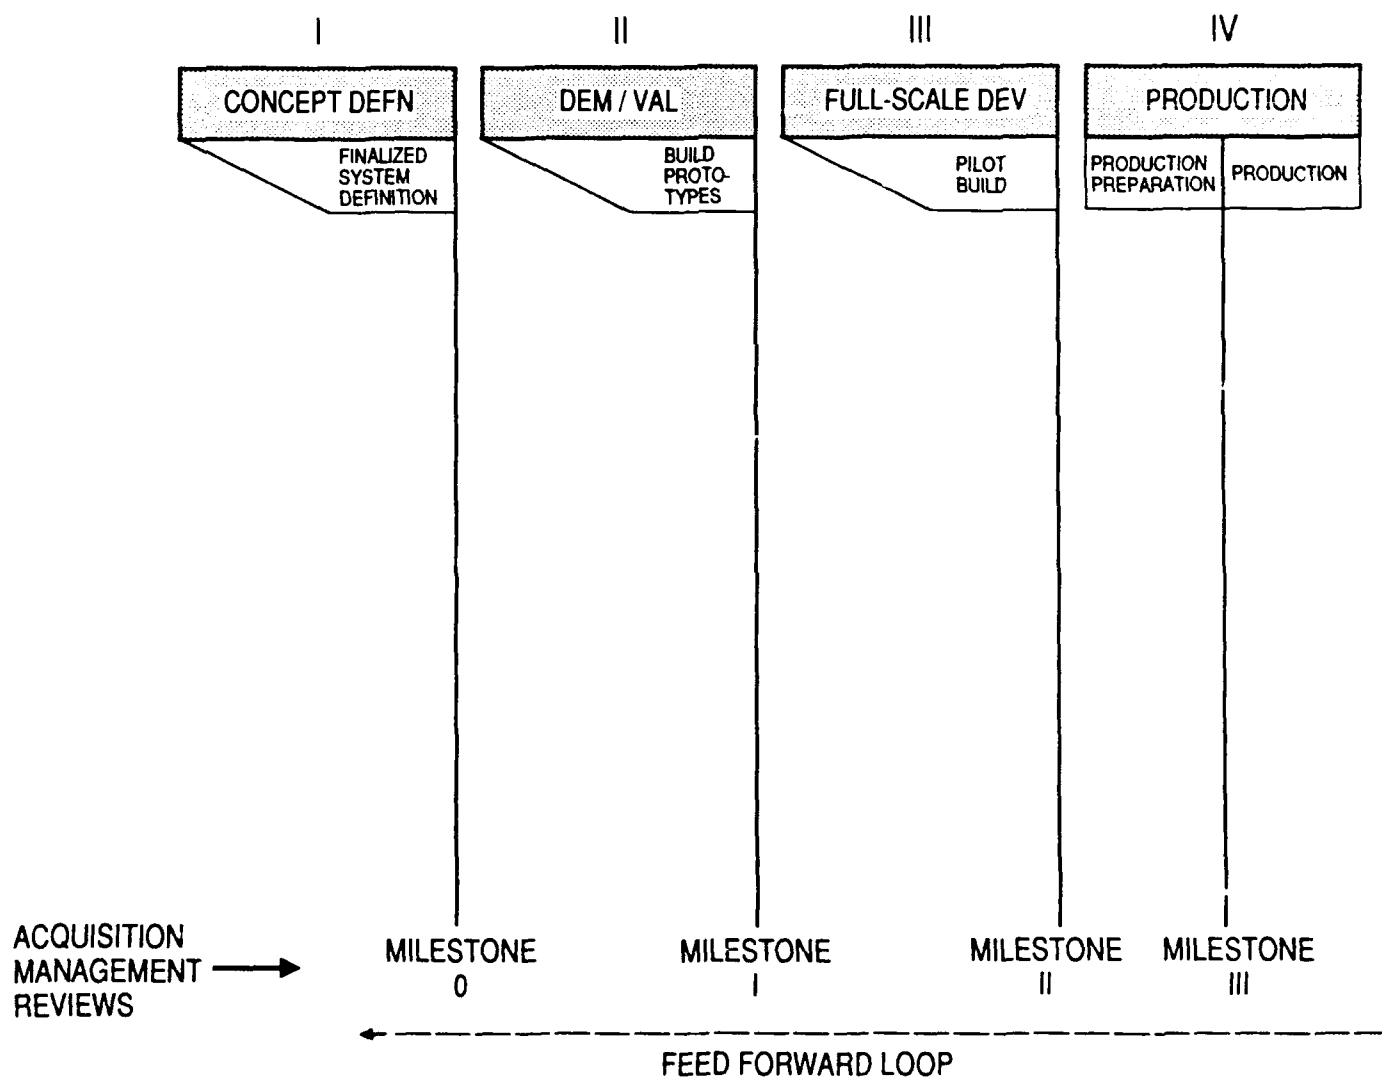 I
II
III
IV
CONCEPT DEFN
DEM / VAL
FULL-SCALE DEV
PRODUCTION
FINALIZED
SYSTEM
DEFINITION
BUILD
PROTO-
TYPES
PILOT
BUILD
PRODUCTION
PREPARATION
PRODUCTION
ACQUISITION
MANAGEMENT
REVIEWS
MILESTONE
0
MILESTONE
I
MILESTONE
II
MILESTONE
III
FEED FORWARD LOOP